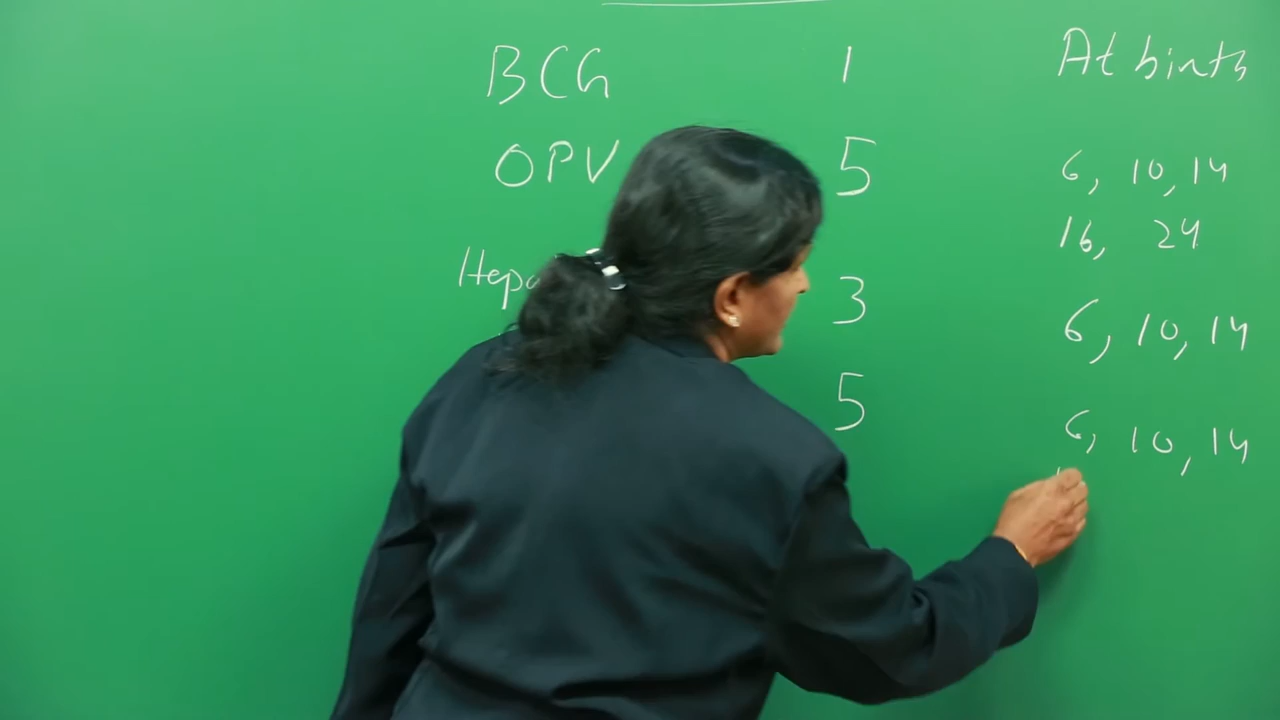 BCG 1 At birth
OPV 5 6, 10, 14
16, 24
3 6, 10, 14
5 6, 10, 14